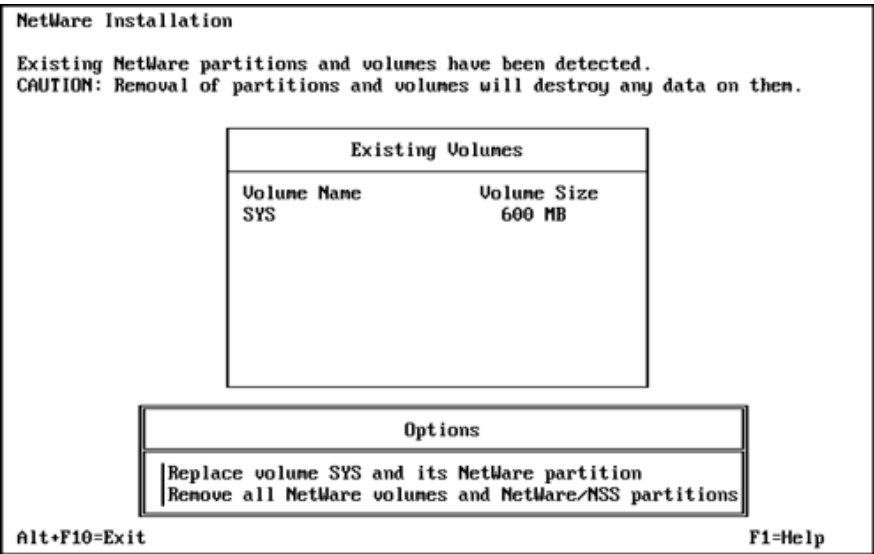 NetWare Installation
Existing NetWare partitions and volumes have been detected.
CAUTION: Removal of partitions and volumes will destroy any data on them.
Existing Volumes
Volume Name Volume Size
SYS 600 MB
Options
Replace volume SYS and its NetWare partition
Remove all NetWare volumes and NetWare/NSS partitions
Alt+F10=Exit F1=Help